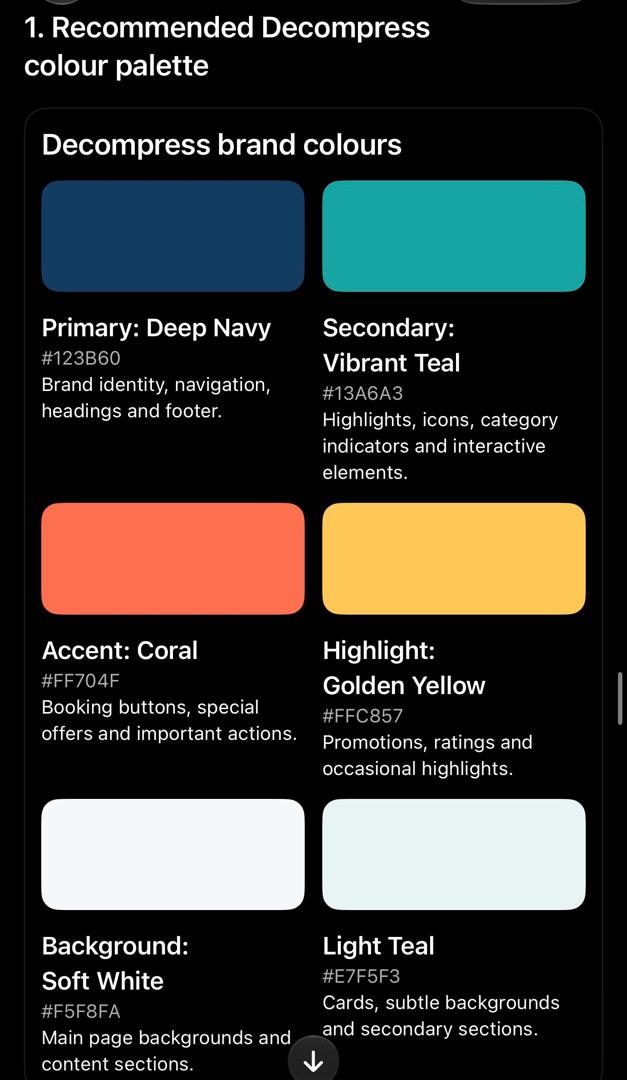 1. Recommended Decompress
colour palette
Decompress brand colours
Primary: Deep Navy
#123B60
Brand identity, navigation,
headings and footer.
Secondary:
Vibrant Teal
#13A6A3
Highlights, icons, category
indicators and interactive
elements.
Accent: Coral
#FF704F
Booking buttons, special
offers and important actions.
Highlight:
Golden Yellow
#FFC857
Promotions, ratings and
occasional highlights.
Background:
Soft White
#F5F8FA
Main page backgrounds and
content sections.
Light Teal
#E7F5F3
Cards, subtle backgrounds
and secondary sections.